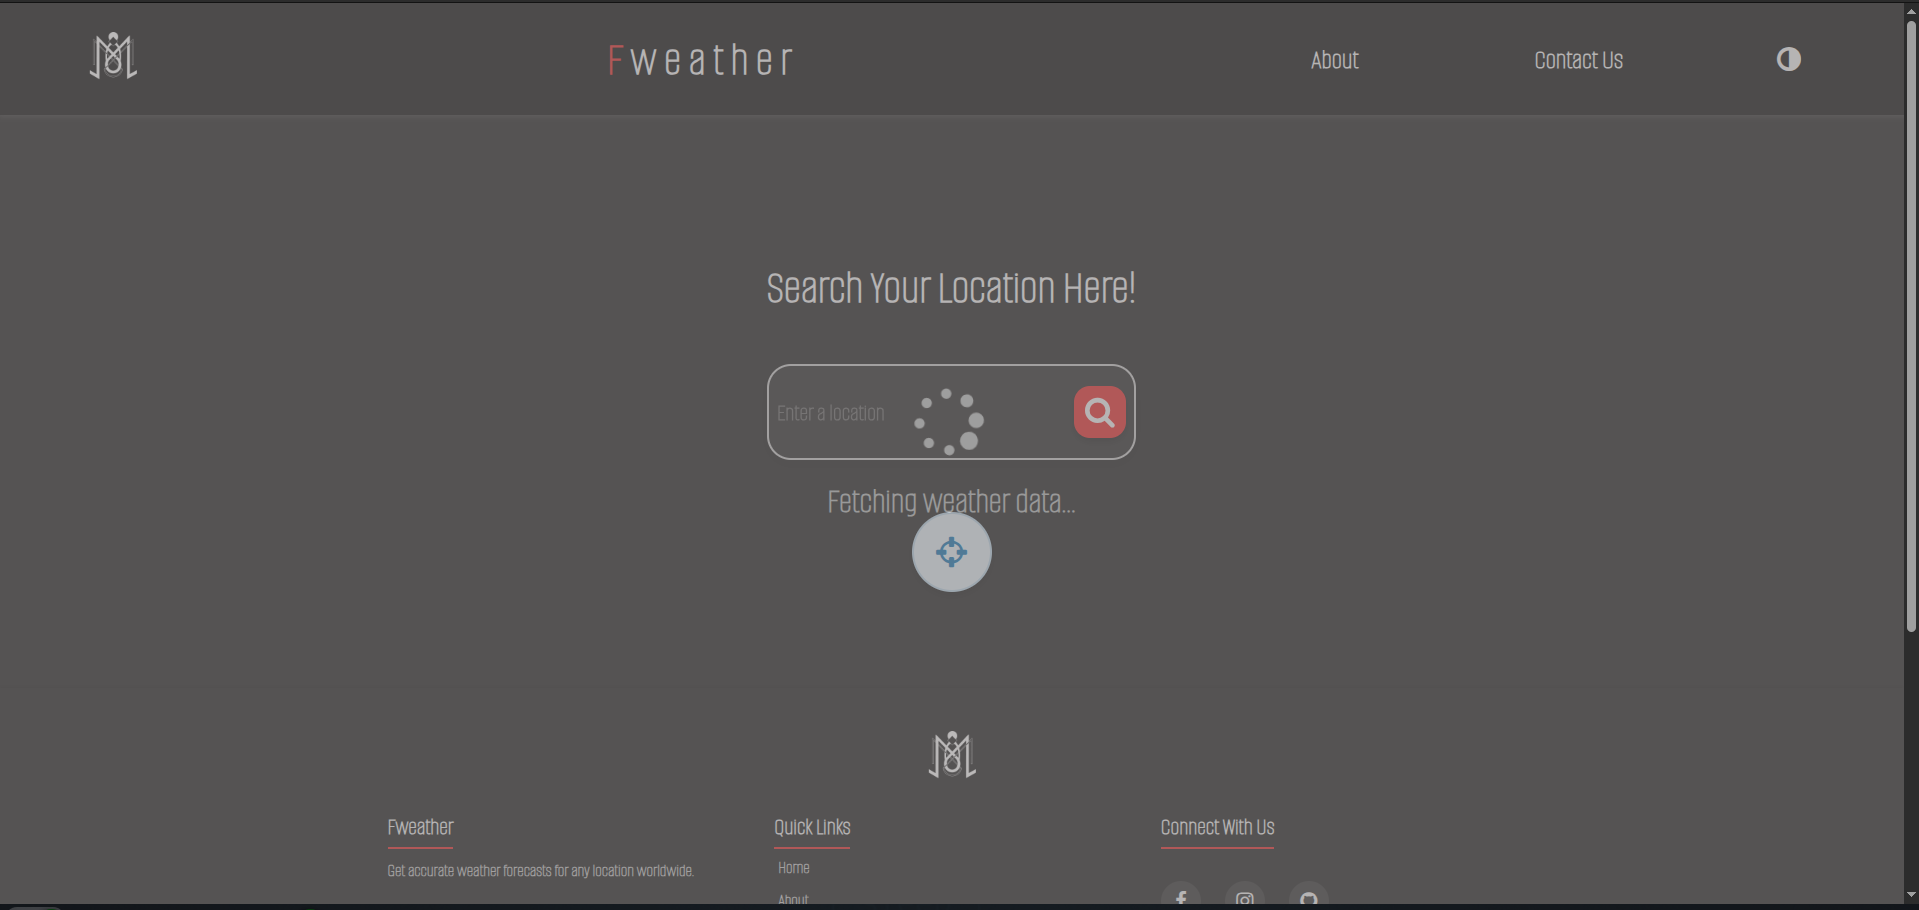 Fweather
About
Contact Us
Search Your Location Here!
Enter a location
Fetching weather data...
Fweather
Get accurate weather forecasts for any location worldwide.
Quick Links
Home
About
Connect With Us